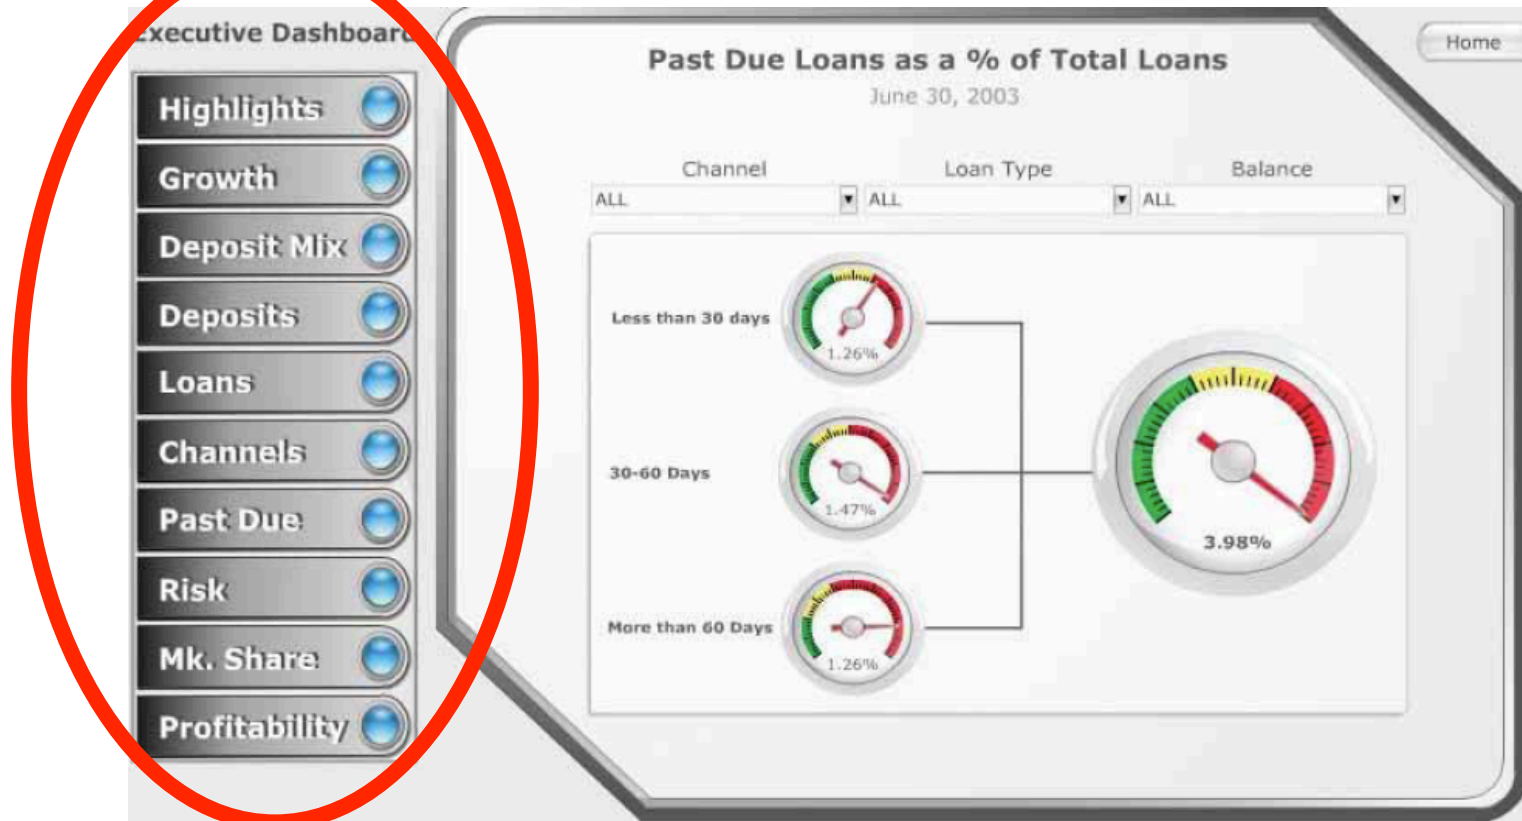 Executive Dashboard
Highlights
Growth
Deposit Mix
Deposits
Loans
Channels
Past Due
Risk
Mk. Share
Profitability
Home
Past Due Loans as a % of Total Loans
June 30, 2003
Channel Loan Type Balance
ALL ALL ALL
Less than 30 days
1.26%
30-60 Days
1.47%
More than 60 Days
1.26%
3.98%